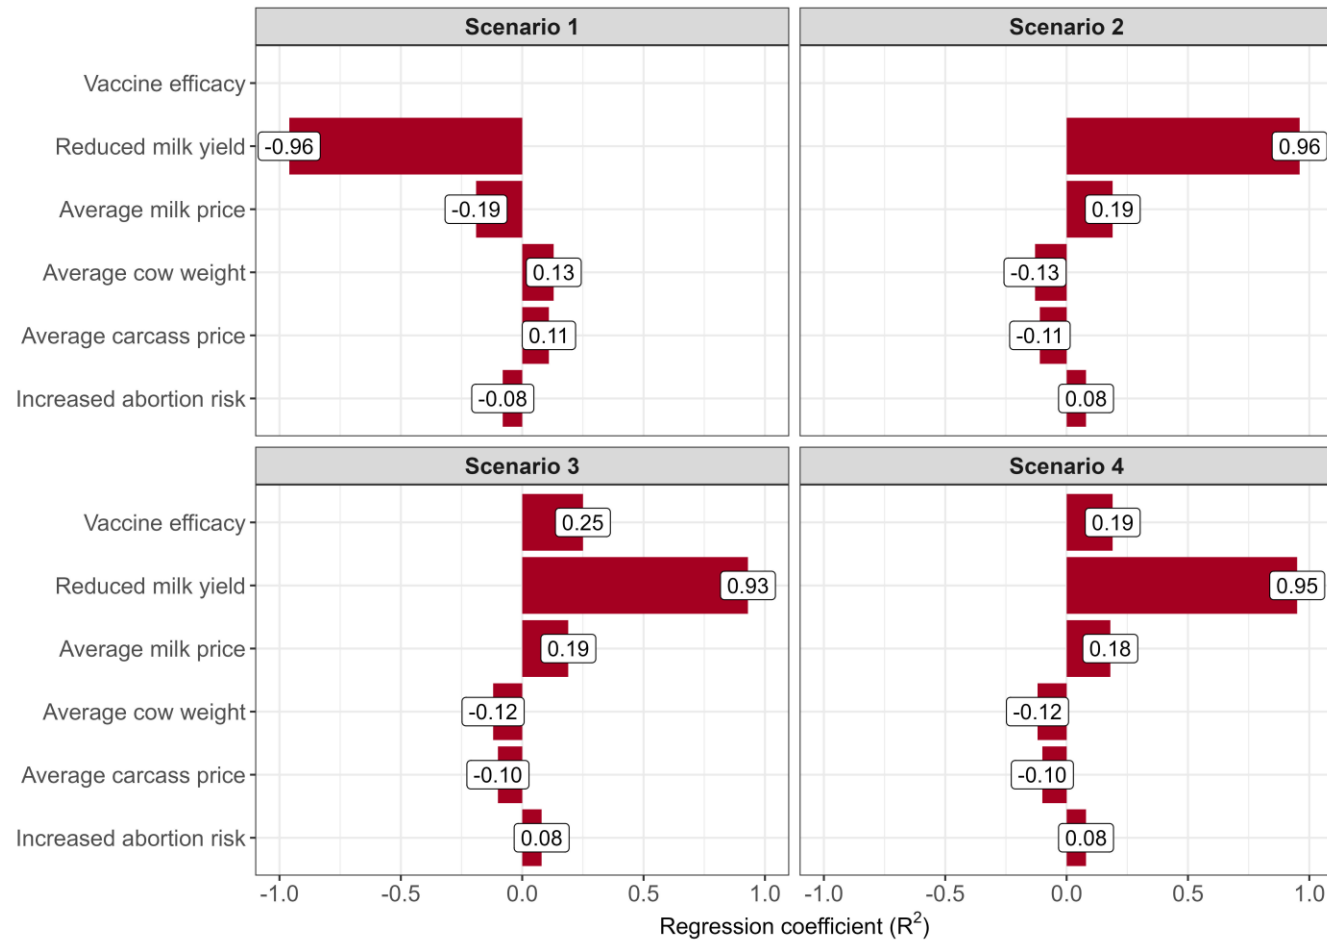 Scenario 1
Scenario 2
Vaccine efficacy
Reduced milk yield
-0.96
0.96
Average milk price
-0.19
0.19
Average cow weight
0.13
-0.13
Average carcass price
0.11
-0.11
Increased abortion risk
-0.08
0.08
Scenario 3
Scenario 4
Vaccine efficacy
0.25
0.19
Reduced milk yield
0.93
0.95
Average milk price
0.19
0.18
Average cow weight
-0.12
-0.12
Average carcass price
-0.10
-0.10
Increased abortion risk
0.08
0.08
-1.0 -0.5 0.0 0.5 1.0
-1.0 -0.5 0.0 0.5 1.0
Regression coefficient (R²)